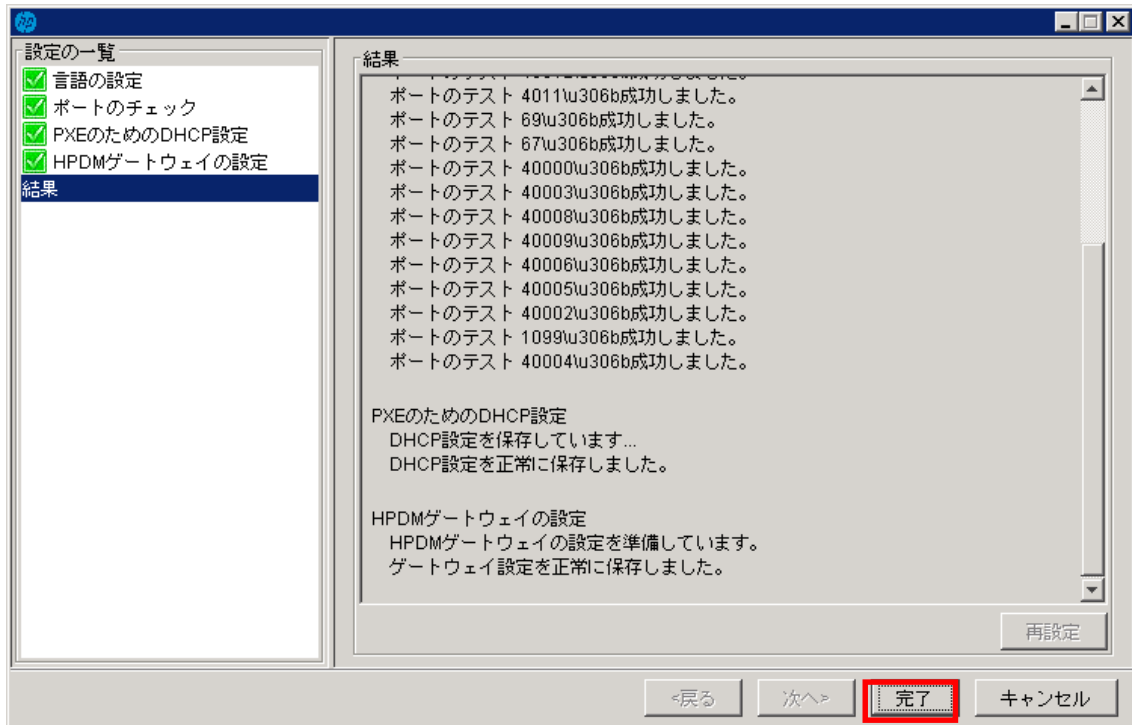 hp
設定の一覧
言語の設定
ポートのチェック
PXEのためのDHCP設定
HPDMゲートウェイの設定
結果
結果
ポートのテスト 4011\u306b成功しました。
ポートのテスト 69\u306b成功しました。
ポートのテスト 67\u306b成功しました。
ポートのテスト 40000\u306b成功しました。
ポートのテスト 40003\u306b成功しました。
ポートのテスト 40008\u306b成功しました。
ポートのテスト 40009\u306b成功しました。
ポートのテスト 40006\u306b成功しました。
ポートのテスト 40005\u306b成功しました。
ポートのテスト 40002\u306b成功しました。
ポートのテスト 1099\u306b成功しました。
ポートのテスト 40004\u306b成功しました。
PXEのためのDHCP設定
DHCP設定を保存しています...
DHCP設定を正常に保存しました。
HPDMゲートウェイの設定
HPDMゲートウェイの設定を準備しています。
ゲートウェイ設定を正常に保存しました。
再設定
<戻る 次へ> 完了 キャンセル